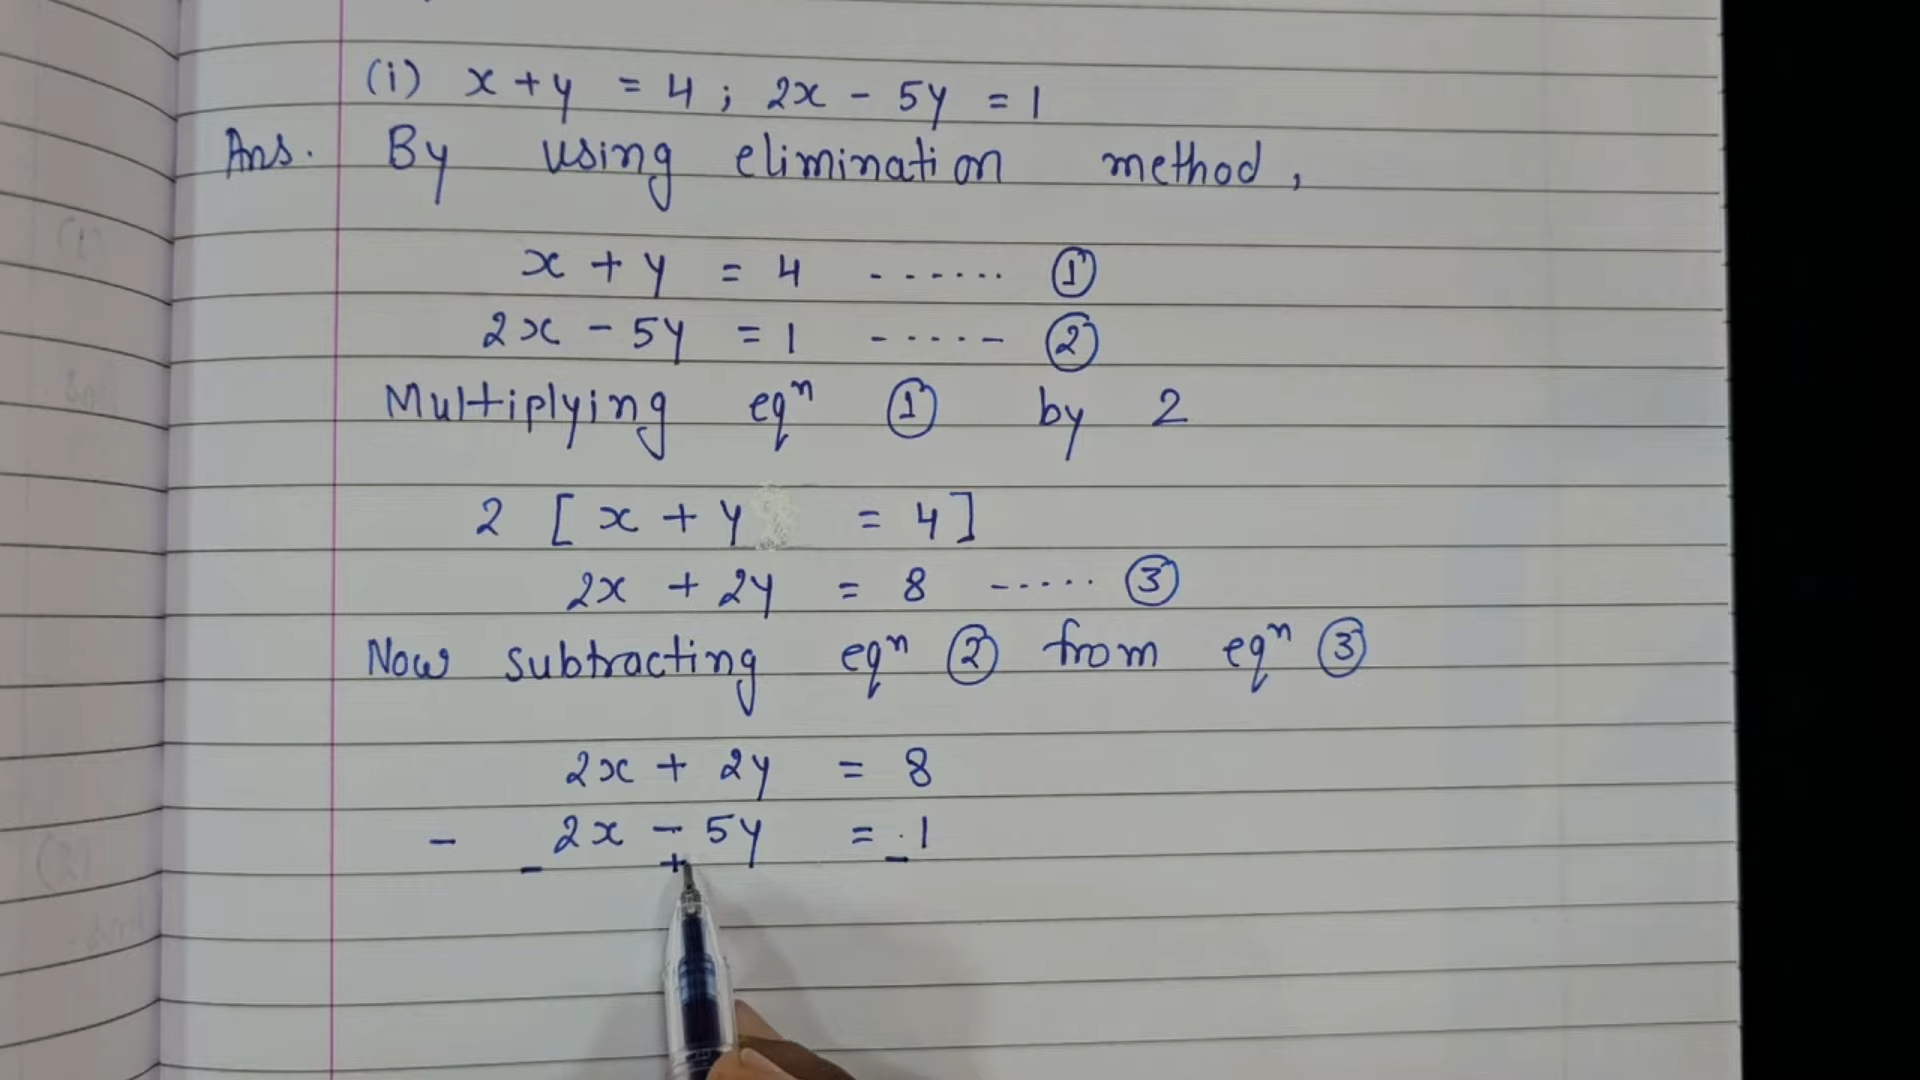 (i) x + y = 4 ; 2x - 5y = 1
Ans. By using elimination method,
x + y = 4 ------ ①
2x - 5y = 1 ----- ②
Multiplying eqⁿ ① by 2
2 [ x + y = 4 ]
2x + 2y = 8 ----- ③
Now subtracting eqⁿ ② from eqⁿ ③
2x + 2y = 8
- 2x - 5y = 1
- + -